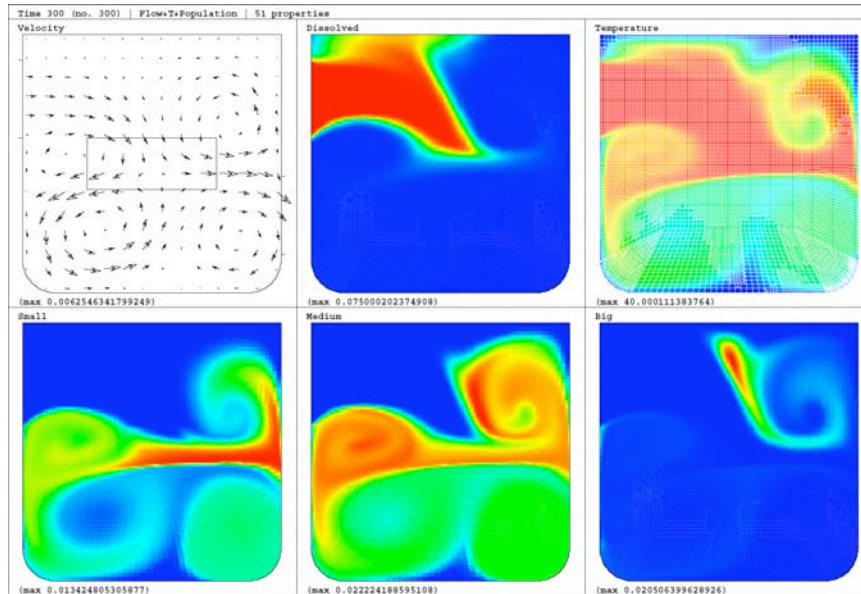 Time 300 (no. 300) | Flow+T+Population | 51 properties
Velocity
Dissolved
Temperature
(max 0.0062546341799249)
(max 0.075000202374908)
(max 40.000111383764)
Small
Medium
Big
(max 0.013424805305877)
(max 0.022224188595108)
(max 0.020506399628926)